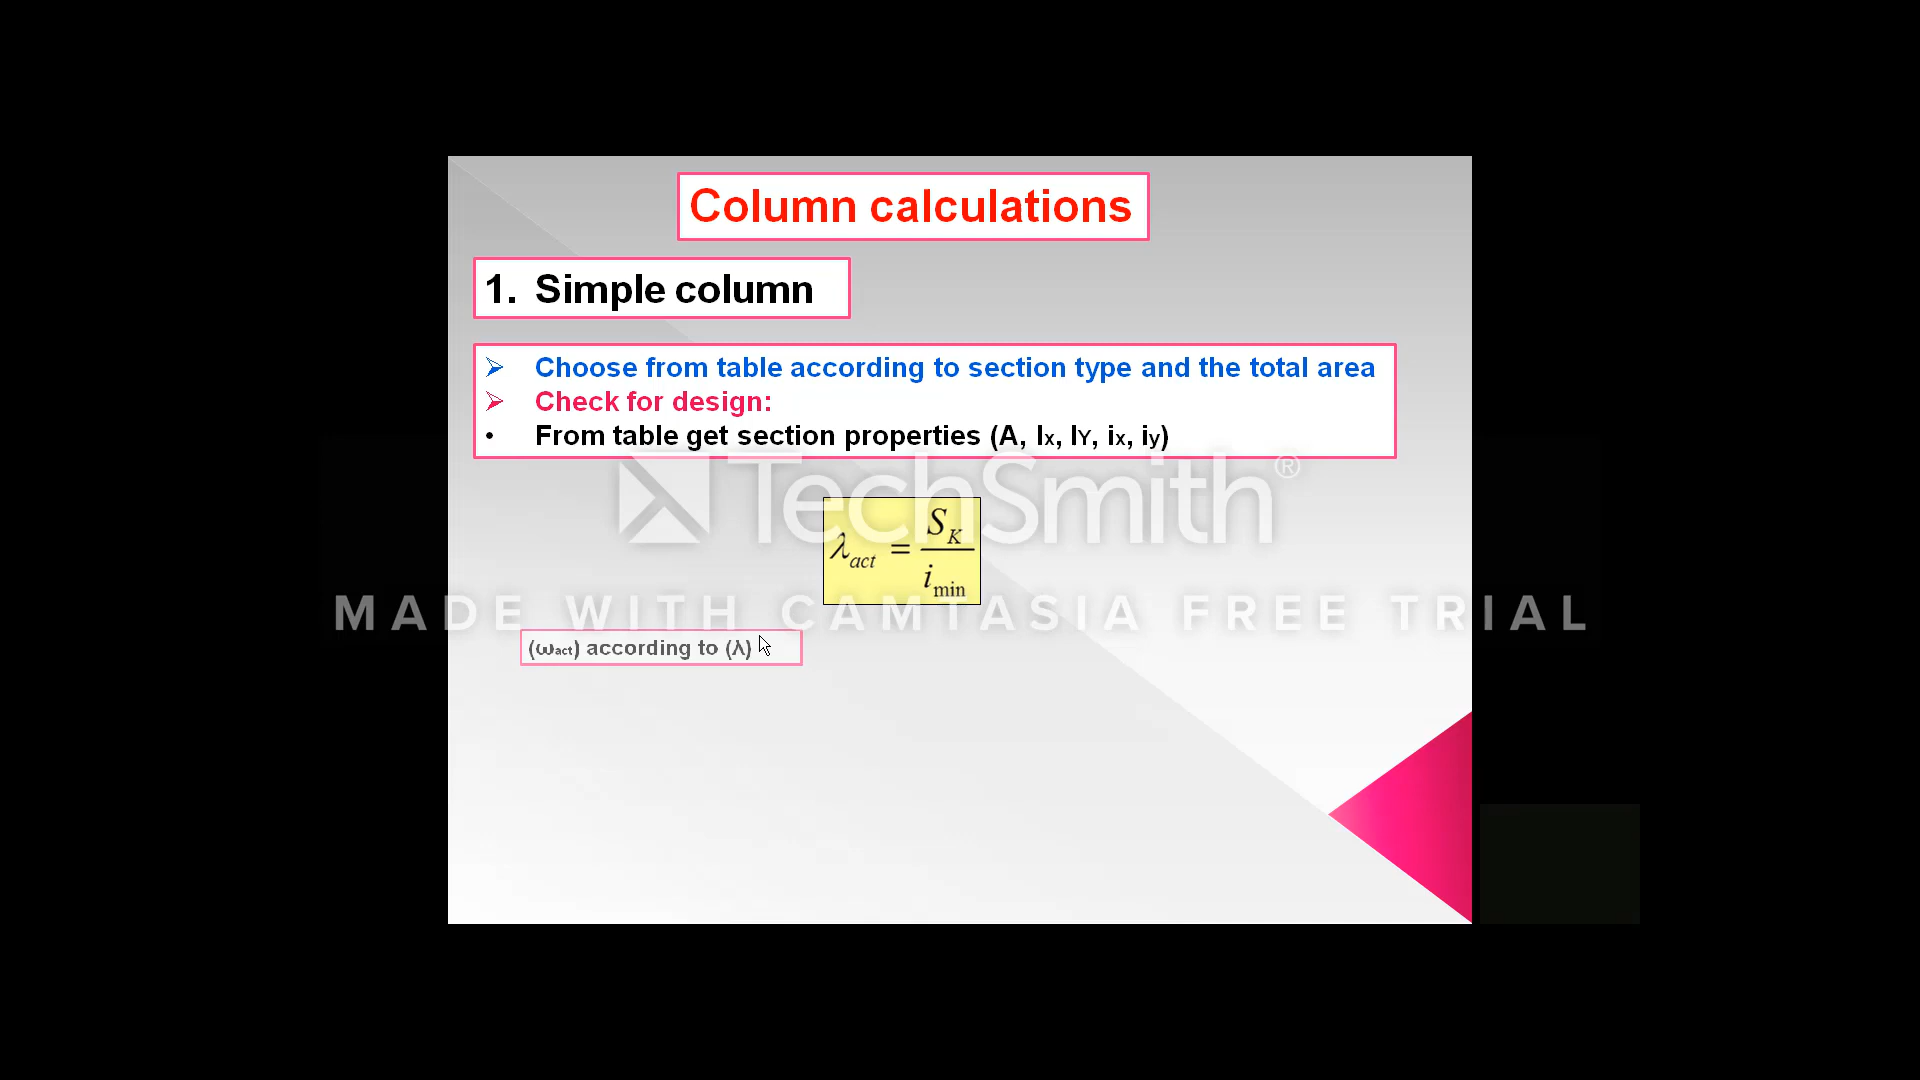 Column calculations
1. Simple column
➢ Choose from table according to section type and the total area
➢ Check for design:
• From table get section properties (A, Ix, IY, ix, iy)
TechSmith®
λact = SK / imin
MADE WITH CAMTASIA FREE TRIAL
(ωact) according to (λ)